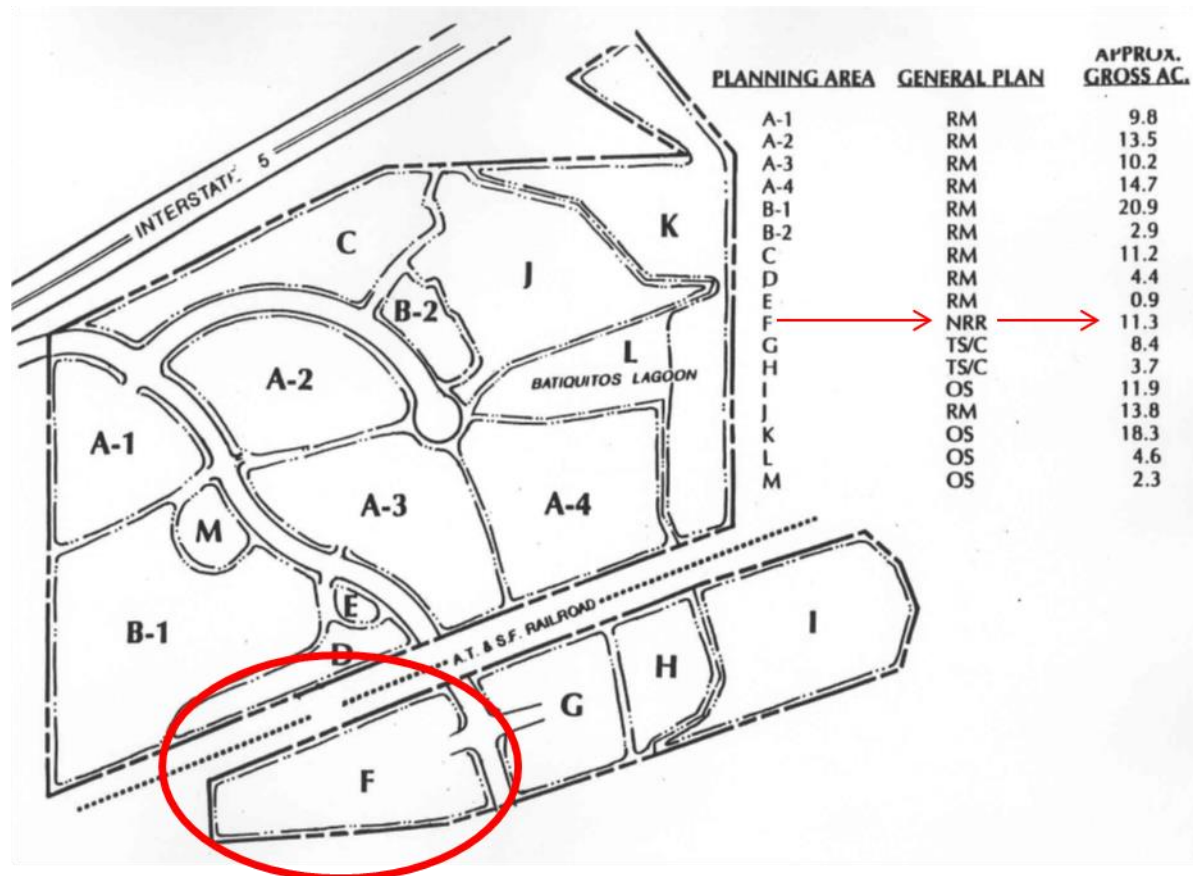 APPROX.
PLANNING AREA GENERAL PLAN GROSS AC.
A-1 RM 9.8
A-2 RM 13.5
A-3 RM 10.2
A-4 RM 14.7
B-1 RM 20.9
B-2 RM 2.9
C RM 11.2
D RM 4.4
E RM 0.9
F NRR 11.3
G TS/C 8.4
H TS/C 3.7
I OS 11.9
J RM 13.8
K OS 18.3
L OS 4.6
M OS 2.3
INTERSTATE 5
C
K
J
B-2
L
BATIQUITOS LAGOON
A-2
A-1
A-3
A-4
M
E
B-1
D
A.T. & S.F. RAILROAD
I
H
G
F